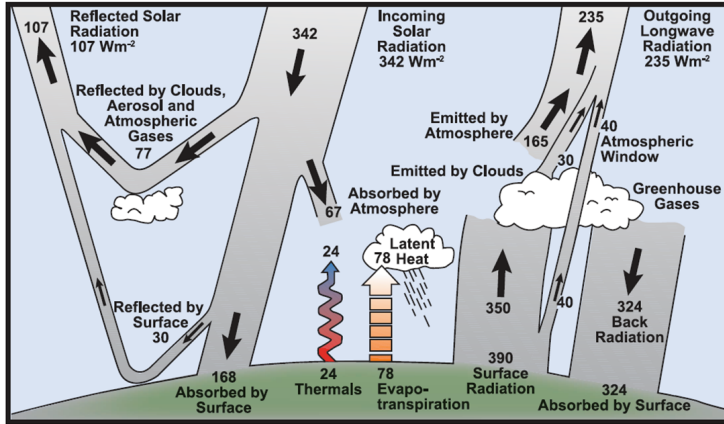 Reflected Solar
Radiation
107 Wm-2
107
Incoming
Solar
Radiation
342 Wm-2
342
Outgoing
Longwave
Radiation
235 Wm-2
235
Reflected by Clouds,
Aerosol and
Atmospheric
Gases
77
Emitted by
Atmosphere
165
Emitted by Clouds
30
40
Atmospheric
Window
Greenhouse
Gases
Absorbed by
Atmosphere
67
24
78
Latent
Heat
350
40
324
Back
Radiation
Reflected by
Surface
30
168
Absorbed by
Surface
24
Thermals
78
Evapo-
transpiration
390
Surface
Radiation
324
Absorbed by Surface